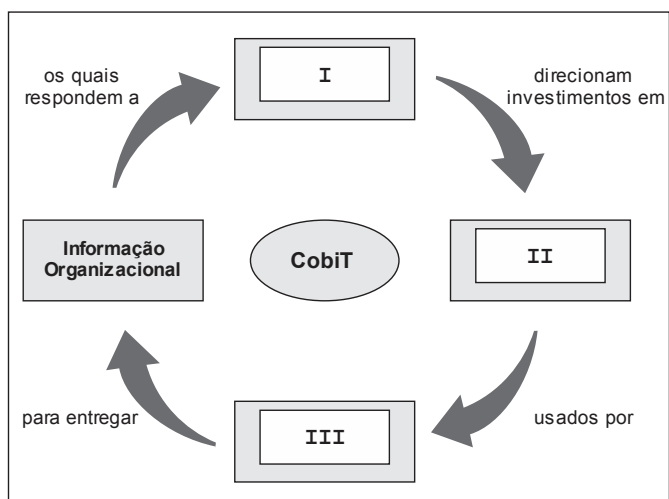 os quais
respondem a
I
direcionam
investimentos em
Informação
Organizacional
CobiT
II
para entregar
III
usados por